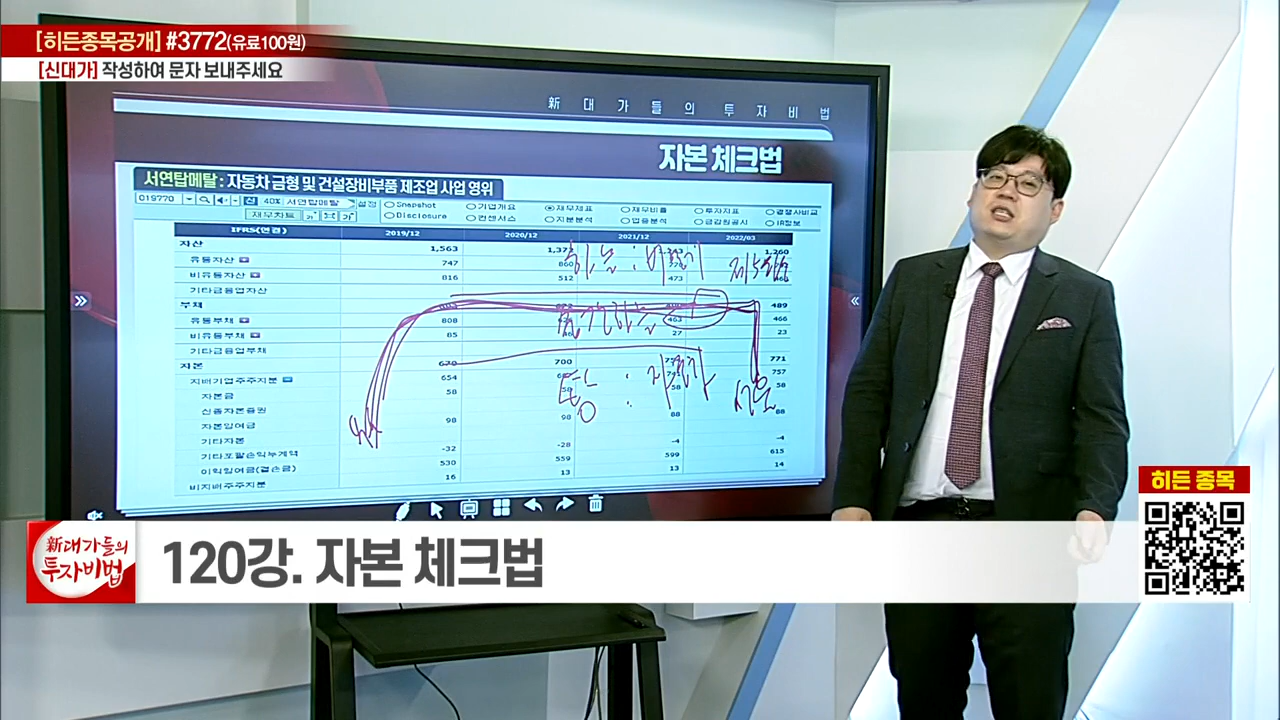 [히든종목공개] #3772(유료100원)
[신대가] 작성하여 문자 보내주세요
新 대 가 들 의 투 자 비 법
자본 체크법
서연탑메탈 : 자동차 금형 및 건설장비부품 제조업 사업 영위
019770 신 40% 서연탑메탈 설정
Snapshot 기업개요 재무제표 재무비율 투자지표 경쟁사비교
재무차트 Disclosure 컨센서스 지분분석 업종분석 금감원공시 IR정보
IFRS(연결) 2019/12 2020/12 2021/12 2022/03
자산 1,563 1,260
유동자산 747 860
비유동자산 816 512 473
기타금융업자산
부채 489
유동부채 808 463 466
비유동부채 85 27 23
기타금융업부채
자본 670 700 771
지배기업주주지분 654 757
자본금 58 58 58
신종자본증권
자본잉여금 98 98 88 88
기타자본
기타포괄손익누계액 -32 -28 -4 -4
이익잉여금(결손금) 530 559 599 615
비지배주주지분 16 13 13 14
新대가들의
투자비법
120강. 자본 체크법
히든 종목